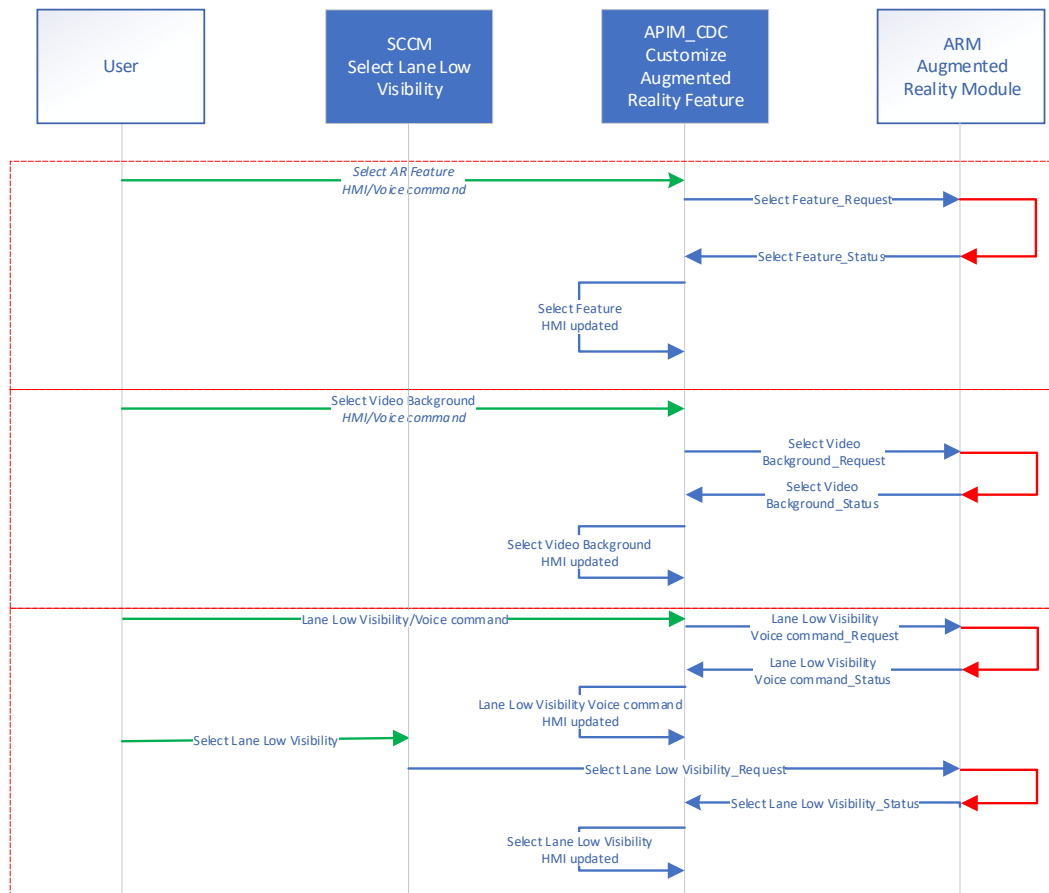 User
SCCM
Select Lane Low
Visibility
APIM_CDC
Customize
Augmented
Reality Feature
ARM
Augmented
Reality Module
Select AR Feature
HMI/Voice command
Select Feature_Request
Select Feature_Status
Select Feature
HMI updated
Select Video Background
HMI/Voice command
Select Video
Background_Request
Select Video
Background_Status
Select Video Background
HMI updated
Lane Low Visibility/Voice command
Lane Low Visibility
Voice command_Request
Lane Low Visibility
Voice command_Status
Lane Low Visibility Voice command
HMI updated
Select Lane Low Visibility
Select Lane Low Visibility_Request
Select Lane Low Visibility_Status
Select Lane Low Visibility
HMI updated